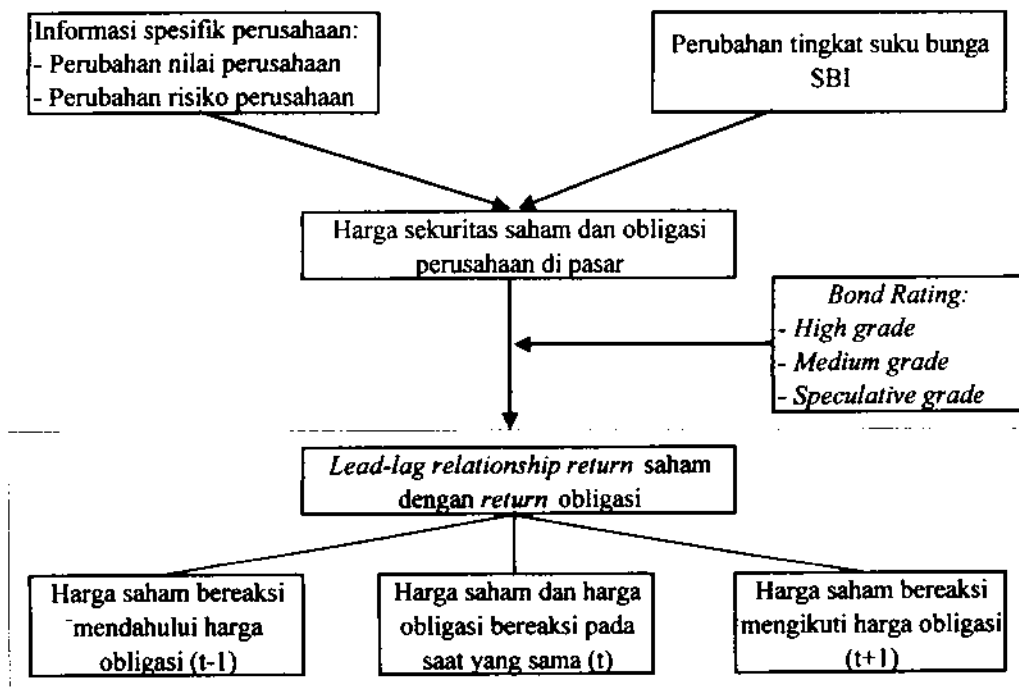 Informasi spesifik perusahaan:
- Perubahan nilai perusahaan
- Perubahan risiko perusahaan
Perubahan tingkat suku bunga
SBI
Harga sekuritas saham dan obligasi
perusahaan di pasar
Bond Rating:
- High grade
- Medium grade
- Speculative grade
Lead-lag relationship return saham
dengan return obligasi
Harga saham bereaksi
mendahului harga
obligasi (t-1)
Harga saham dan harga
obligasi bereaksi pada
saat yang sama (t)
Harga saham bereaksi
mengikuti harga obligasi
(t+1)